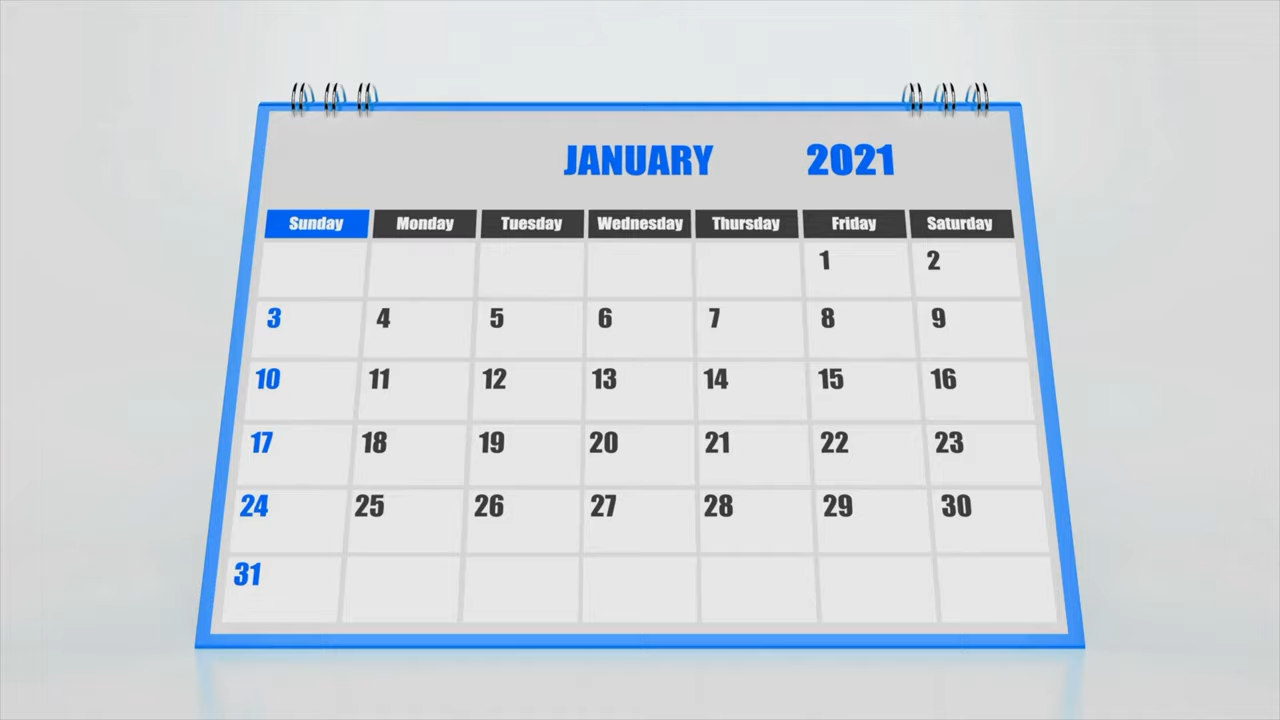 JANUARY 2021
Sunday Monday Tuesday Wednesday Thursday Friday Saturday
1 2
3 4 5 6 7 8 9
10 11 12 13 14 15 16
17 18 19 20 21 22 23
24 25 26 27 28 29 30
31